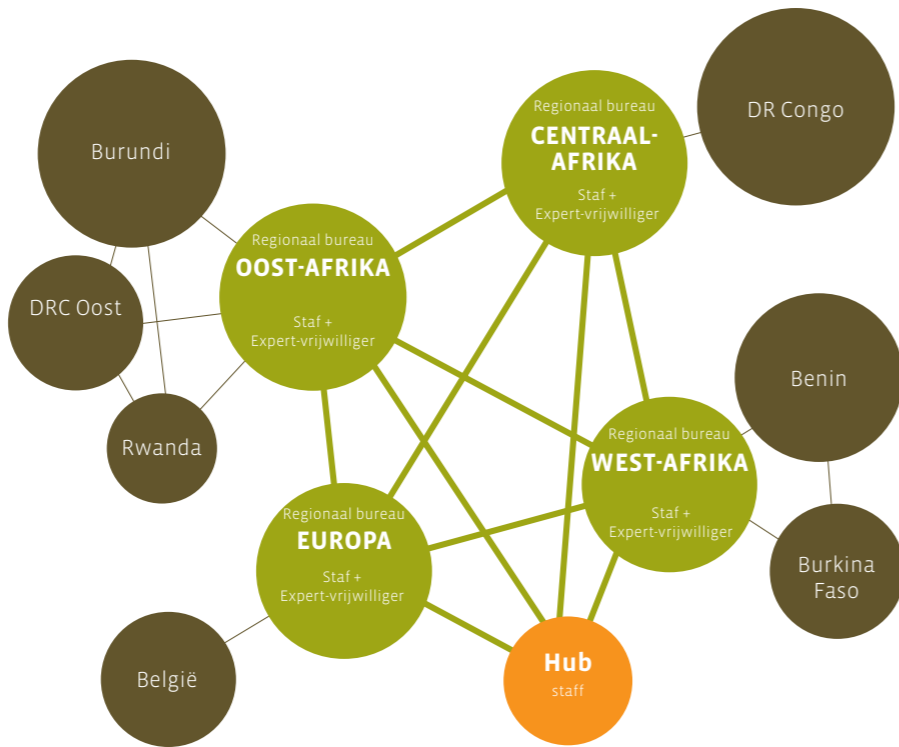 Regionaal bureau
CENTRAAL-
AFRIKA
Staf +
Expert-vrijwilliger
DR Congo
Burundi
Regionaal bureau
OOST-AFRIKA
Staf +
Expert-vrijwilliger
DRC Oost
Rwanda
Benin
Regionaal bureau
WEST-AFRIKA
Staf +
Expert-vrijwilliger
Regionaal bureau
EUROPA
Staf +
Expert-vrijwilliger
Burkina
Faso
België
Hub
staff